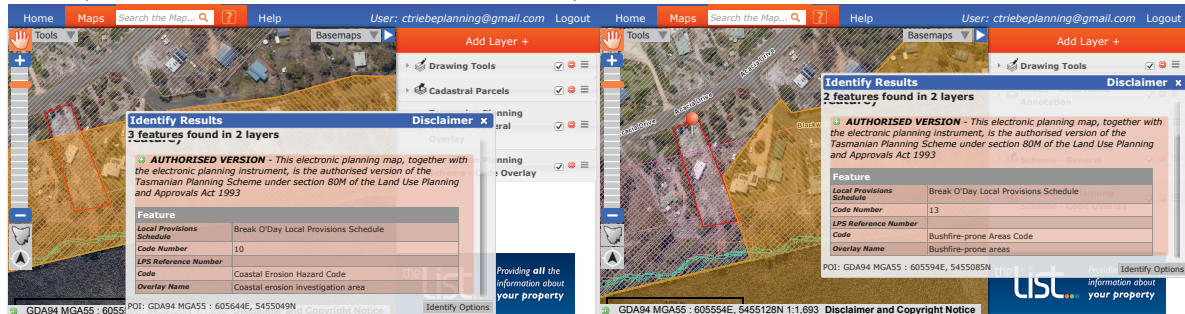 Home Maps Search the Map... ? Help User: ctriebeplanning@gmail.com Logout
Tools Basemaps
Add Layer +
Drawing Tools
Cadastral Parcels
Identify Results Disclaimer x
3 features found in 2 layers
AUTHORISED VERSION - This electronic planning map, together with
the electronic planning instrument, is the authorised version of the
Tasmanian Planning Scheme under section 80M of the Land Use Planning
and Approvals Act 1993
Feature
Local Provisions Schedule Break O'Day Local Provisions Schedule
Code Number 10
LPS Reference Number
Code Coastal Erosion Hazard Code
Overlay Name Coastal erosion investigation area
POI: GDA94 MGA55 : 605644E, 5455049N
Identify Options
Providing all the
information about
your property
Home Maps Search the Map... ? Help User: ctriebeplanning@gmail.com Logout
Tools Basemaps
Add Layer +
Drawing Tools
Acacia Drive
Acacia Drive
Identify Results Disclaimer x
2 features found in 2 layers
AUTHORISED VERSION - This electronic planning map, together with
the electronic planning instrument, is the authorised version of the
Tasmanian Planning Scheme under section 80M of the Land Use Planning
and Approvals Act 1993
Feature
Local Provisions Schedule Break O'Day Local Provisions Schedule
Code Number 13
LPS Reference Number
Code Bushfire-prone Areas Code
Overlay Name Bushfire-prone areas
POI: GDA94 MGA55 : 605594E, 5455085N
Identify Options
the LIST...
information about
your property
GDA94 MGA55 : 605554E, 5455128N 1:1,693 Disclaimer and Copyright Notice